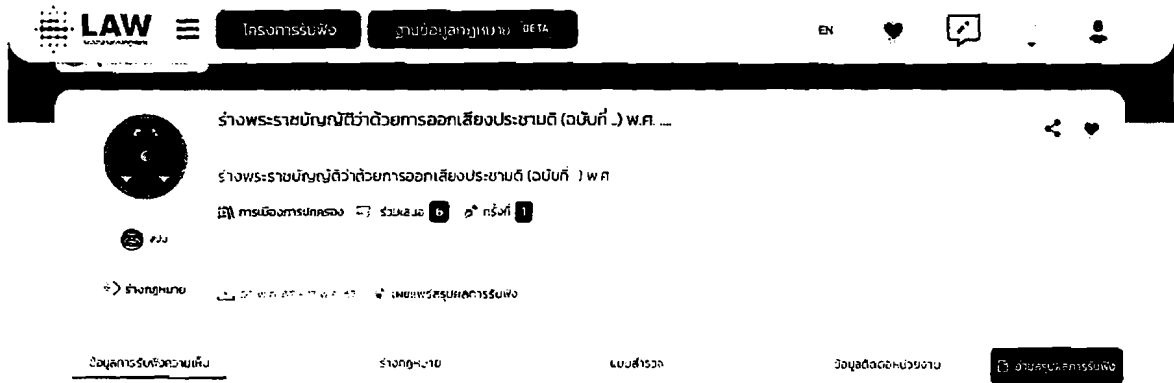 LAW
โครงการรับฟัง
ฐานข้อมูลกฎหมาย BETA
EN
ร่างพระราชบัญญัติว่าด้วยการออกเสียงประชามติ (ฉบับที่ ..) พ.ศ. ....
ร่างพระราชบัญญัติว่าด้วยการออกเสียงประชามติ (ฉบับที่ ) พ ศ
การเมืองการปกครอง ร่วมเสนอ 6 ครั้งที่ 1
ร่างกฎหมาย
เผยแพร่สรุปผลการรับฟัง
ข้อมูลการรับฟังความเห็น
ร่างกฎหมาย
แบบสำรวจ
ข้อมูลติดต่อหน่วยงาน
อ่านสรุปผลการรับฟัง